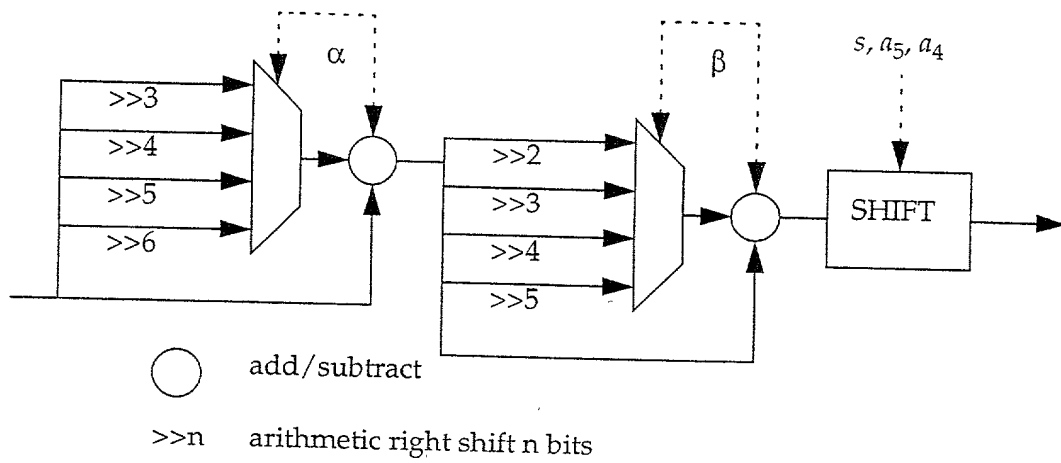 α
>>3
>>4
>>5
>>6
β
>>2
>>3
>>4
>>5
s, a₅, a₄
SHIFT
add/subtract
>>n arithmetic right shift n bits